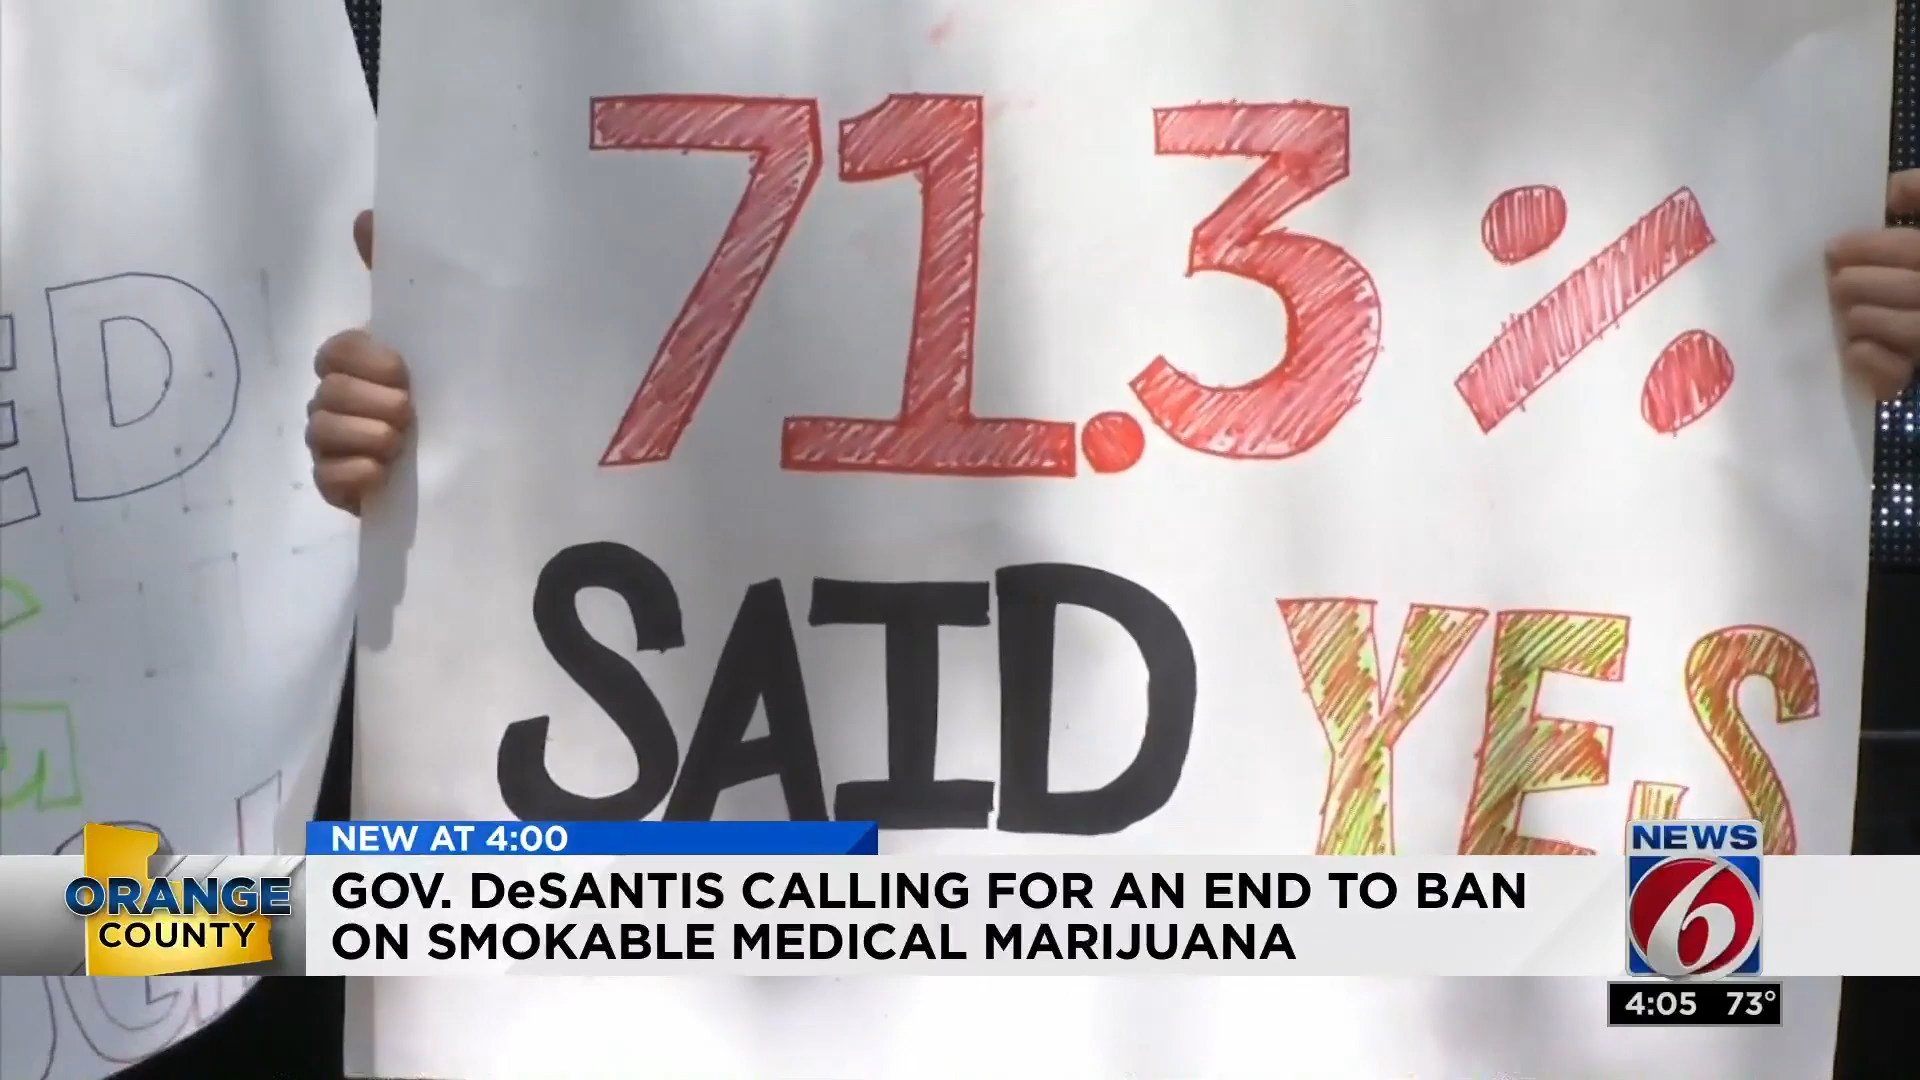 71.3%
SAID YES
ED
NEW AT 4:00
GOV. DeSANTIS CALLING FOR AN END TO BAN
ON SMOKABLE MEDICAL MARIJUANA
ORANGE
COUNTY
NEWS
6
4:05 73°